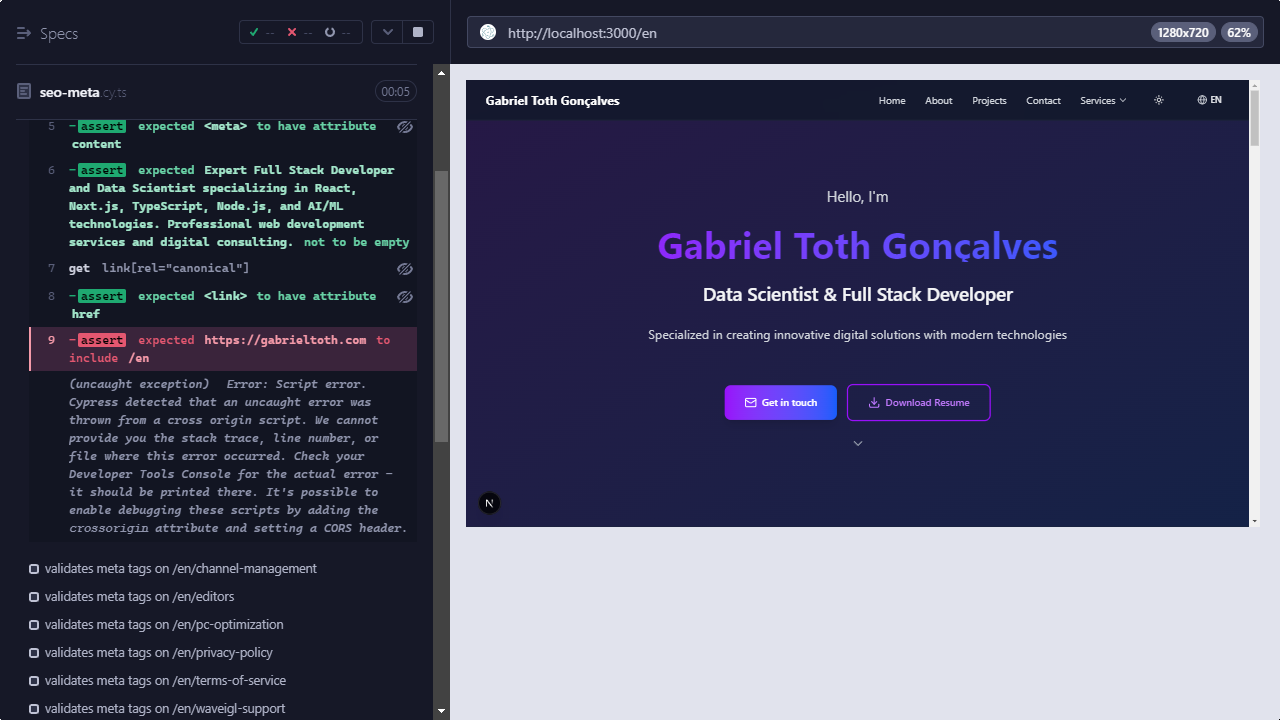 Specs
--
--
--
http://localhost:3000/en
1280x720
62%
seo-meta.cy.ts
00:05
5 -assert expected <meta> to have attribute
content
6 -assert expected Expert Full Stack Developer
and Data Scientist specializing in React,
Next.js, TypeScript, Node.js, and AI/ML
technologies. Professional web development
services and digital consulting. not to be empty
7 get link[rel="canonical"]
8 -assert expected <link> to have attribute
href
9 -assert expected https://gabrieltoth.com to
include /en
(uncaught exception) Error: Script error.
Cypress detected that an uncaught error was
thrown from a cross origin script. We cannot
provide you the stack trace, line number, or
file where this error occurred. Check your
Developer Tools Console for the actual error -
it should be printed there. It's possible to
enable debugging these scripts by adding the
crossorigin attribute and setting a CORS header.
validates meta tags on /en/channel-management
validates meta tags on /en/editors
validates meta tags on /en/pc-optimization
validates meta tags on /en/privacy-policy
validates meta tags on /en/terms-of-service
validates meta tags on /en/waveigl-support
Gabriel Toth Gonçalves
Home
About
Projects
Contact
Services
EN
Hello, I'm
Gabriel Toth Gonçalves
Data Scientist & Full Stack Developer
Specialized in creating innovative digital solutions with modern technologies
Get in touch
Download Resume
N